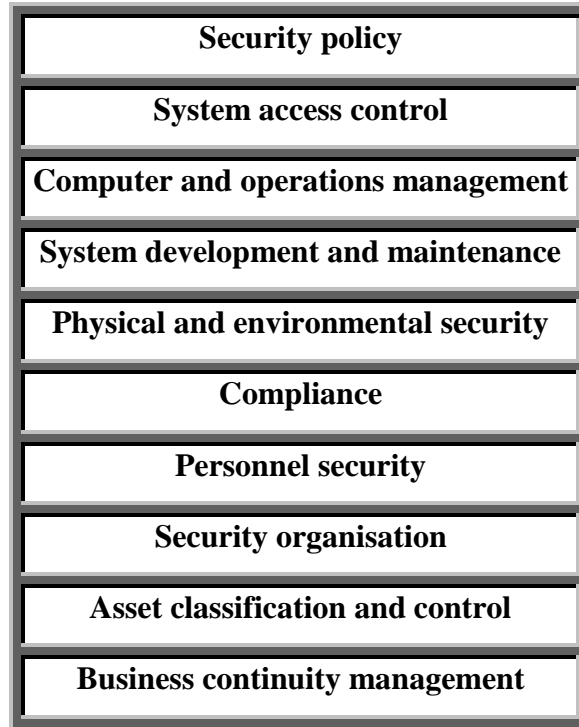 Security policy
System access control
Computer and operations management
System development and maintenance
Physical and environmental security
Compliance
Personnel security
Security organisation
Asset classification and control
Business continuity management